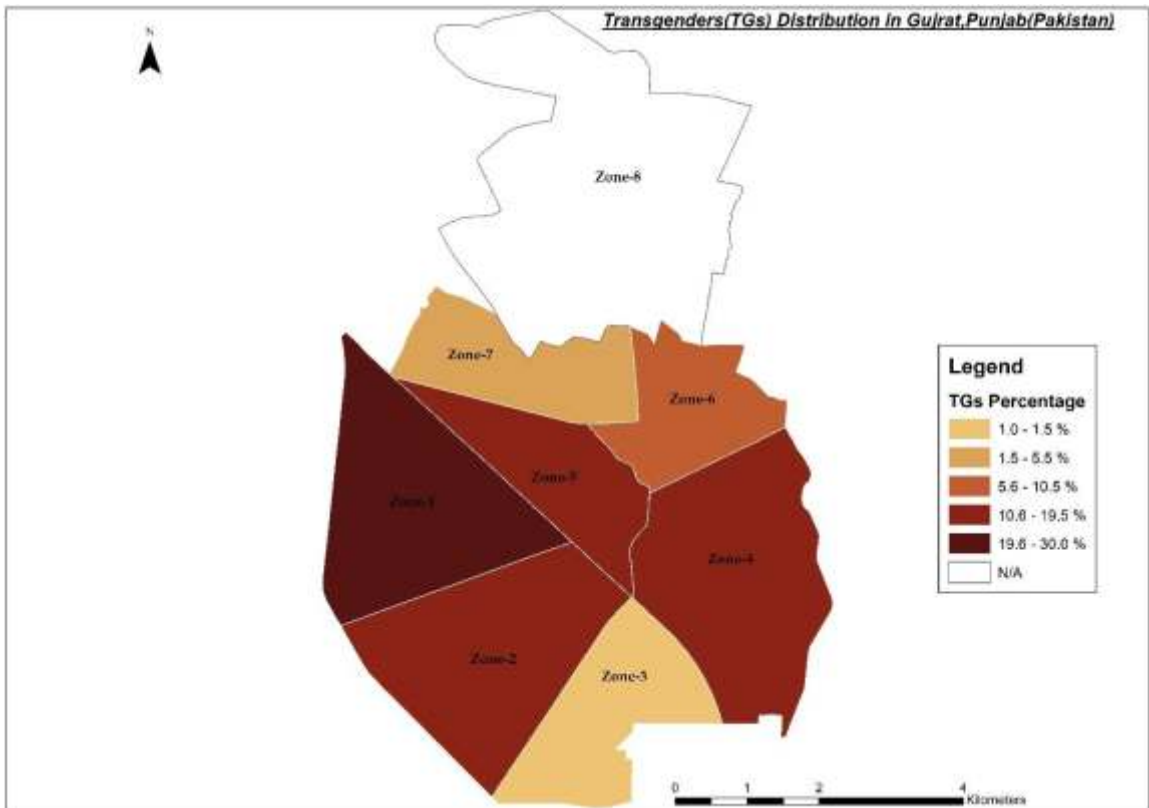 Transgenders(TGs) Distribution in Gujrat,Punjab(Pakistan)
N
Zone-8
Zone-7
Zone-6
Zone-5
Zone-1
Zone-4
Zone-2
Zone-3
Legend
TGs Percentage
1.0 - 1.5 %
1.5 - 5.5 %
5.6 - 10.5 %
10.6 - 19.5 %
19.6 - 30.0 %
N/A
0 1 2 4
Kilometers